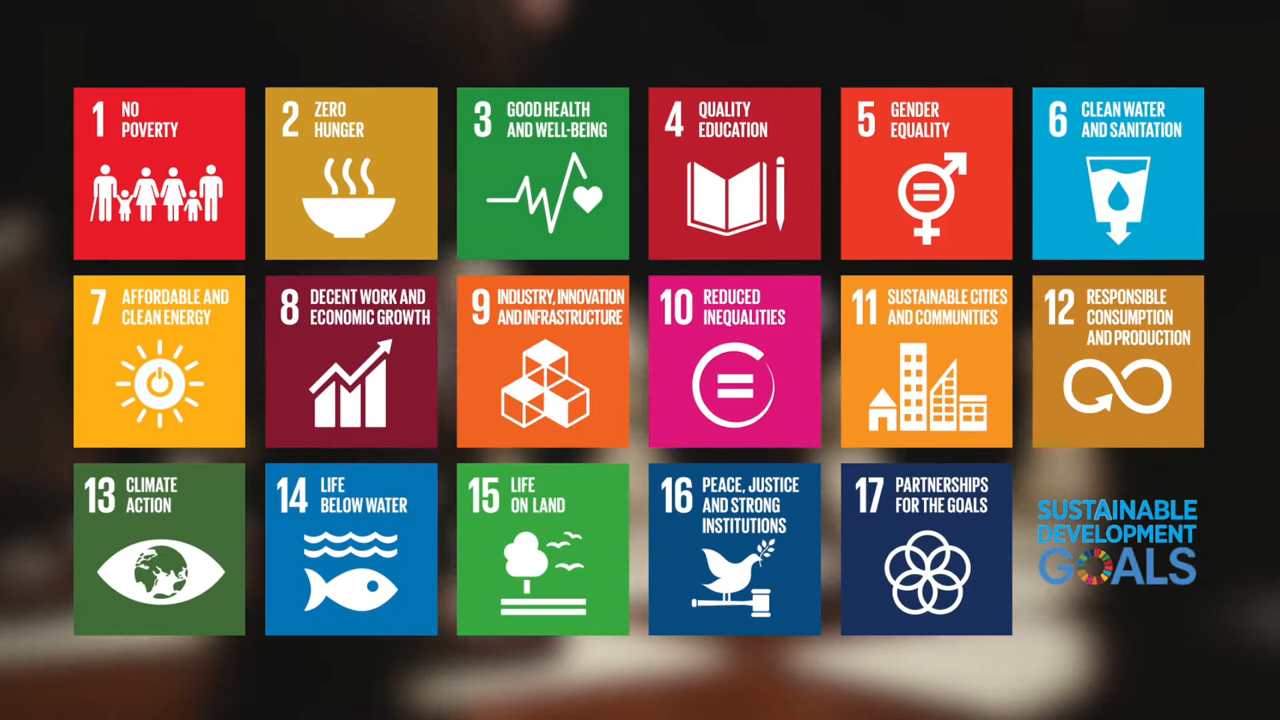 1 NO
POVERTY
2 ZERO
HUNGER
3 GOOD HEALTH
AND WELL-BEING
4 QUALITY
EDUCATION
5 GENDER
EQUALITY
6 CLEAN WATER
AND SANITATION
7 AFFORDABLE AND
CLEAN ENERGY
8 DECENT WORK AND
ECONOMIC GROWTH
9 INDUSTRY, INNOVATION
AND INFRASTRUCTURE
10 REDUCED
INEQUALITIES
11 SUSTAINABLE CITIES
AND COMMUNITIES
12 RESPONSIBLE
CONSUMPTION
AND PRODUCTION
13 CLIMATE
ACTION
14 LIFE
BELOW WATER
15 LIFE
ON LAND
16 PEACE, JUSTICE
AND STRONG
INSTITUTIONS
17 PARTNERSHIPS
FOR THE GOALS
SUSTAINABLE
DEVELOPMENT
GOALS